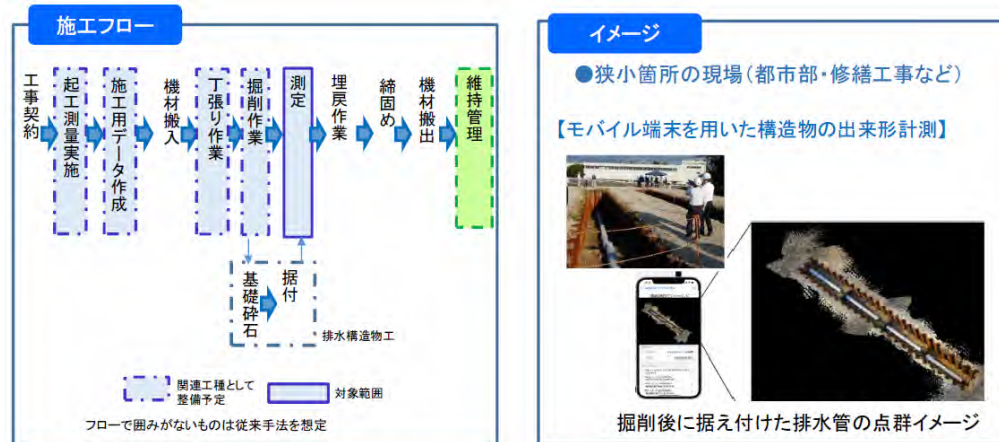 施工フロー
工事契約
起工測量実施
施工用データ作成
機材搬入
丁張り作業
掘削作業
測定
埋戻作業
締固め
機材搬出
維持管理
基礎砕石
据付
排水構造物工
関連工種として
整備予定
対象範囲
フローで囲みがないものは従来手法を想定
イメージ
●狭小箇所の現場（都市部・修繕工事など）
【モバイル端末を用いた構造物の出来形計測】
掘削後に据え付けた排水管の点群イメージ